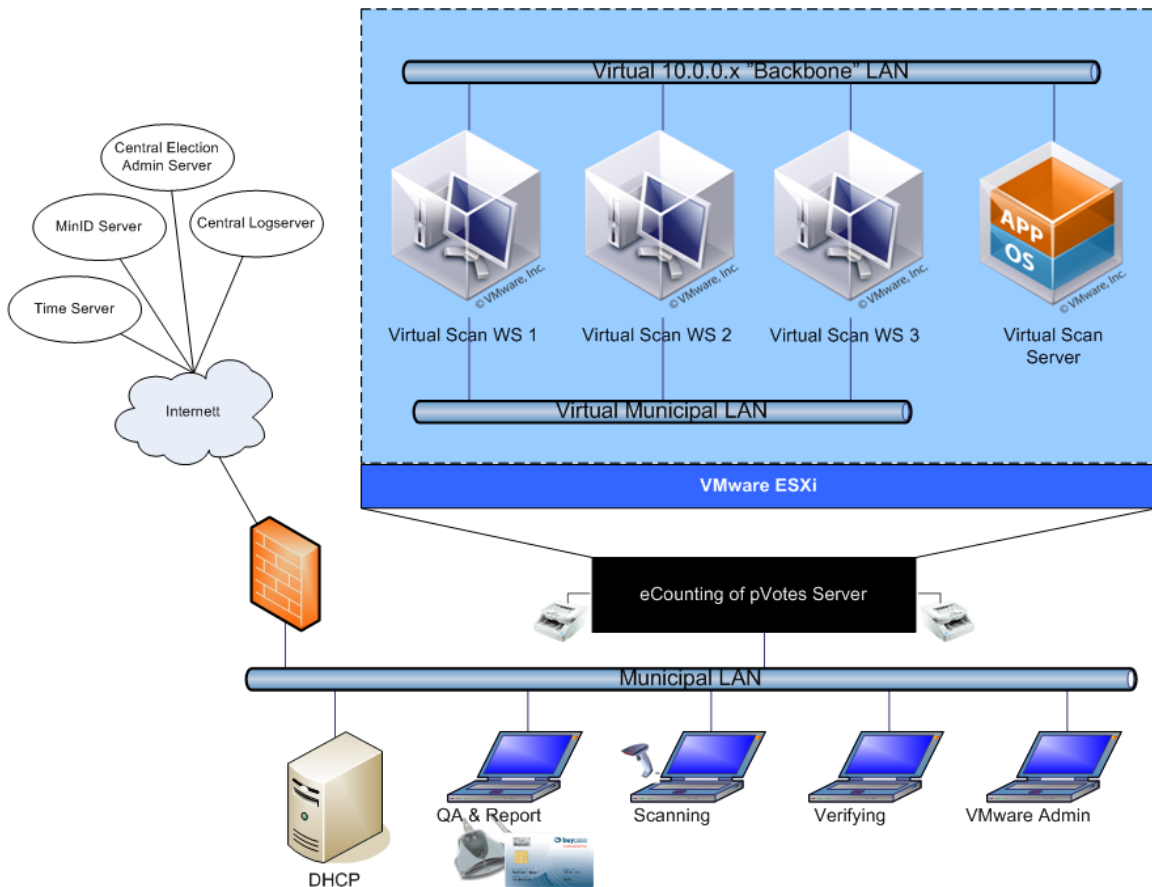 Virtual 10.0.0.x "Backbone" LAN
Central Election
Admin Server
MinID Server
Central Logserver
Time Server
Internett
APP
OS
© VMware, Inc.
© VMware, Inc.
© VMware, Inc.
© VMware, Inc.
Virtual Scan WS 1
Virtual Scan WS 2
Virtual Scan WS 3
Virtual Scan
Server
Virtual Municipal LAN
VMware ESXi
eCounting of pVotes Server
Municipal LAN
QA & Report
Scanning
Verifying
VMware Admin
buypass
DHCP